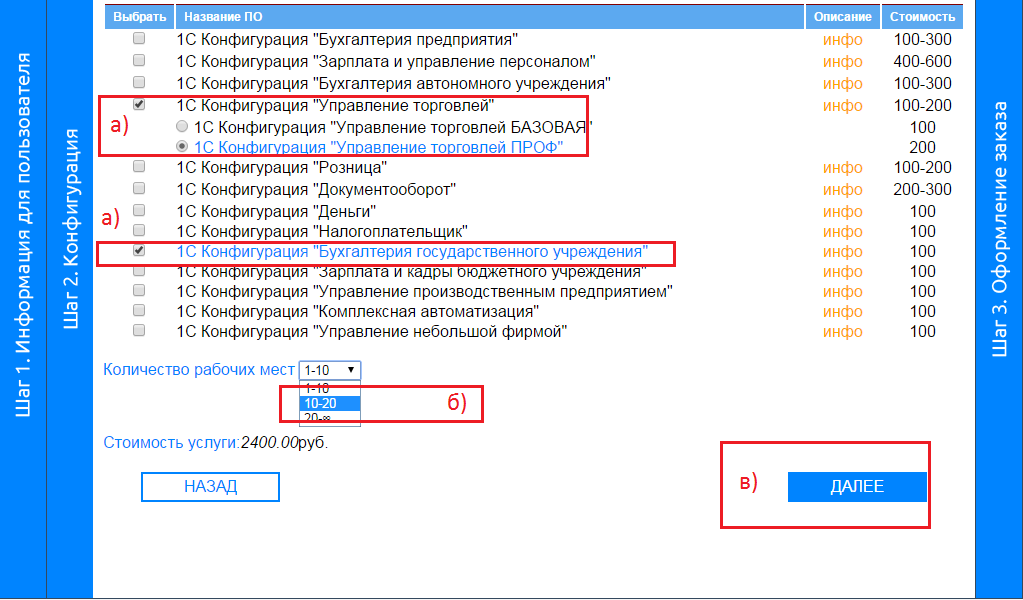 Шаг 1. Информация для пользователя
Шаг 2. Конфигурация
Выбрать Название ПО Описание Стоимость
1С Конфигурация "Бухгалтерия предприятия" инфо 100-300
1С Конфигурация "Зарплата и управление персоналом" инфо 400-600
1С Конфигурация "Бухгалтерия автономного учреждения" инфо 100-300
1С Конфигурация "Управление торговлей" инфо 100-200
а) 1С Конфигурация "Управление торговлей БАЗОВАЯ" 100
1С Конфигурация "Управление торговлей ПРОФ" 200
1С Конфигурация "Розница" инфо 100-200
1С Конфигурация "Документооборот" инфо 200-300
а) 1С Конфигурация "Деньги" инфо 100
1С Конфигурация "Налогоплательщик" инфо 100
1С Конфигурация "Бухгалтерия государственного учреждения" инфо 100
1С Конфигурация "Зарплата и кадры бюджетного учреждения" инфо 100
1С Конфигурация "Управление производственным предприятием" инфо 100
1С Конфигурация "Комплексная автоматизация" инфо 100
1С Конфигурация "Управление небольшой фирмой" инфо 100
Количество рабочих мест 1-10
1-10
10-20 б)
20-∞
Стоимость услуги:2400.00руб.
НАЗАД в) ДАЛЕЕ
Шаг 3. Оформление заказа